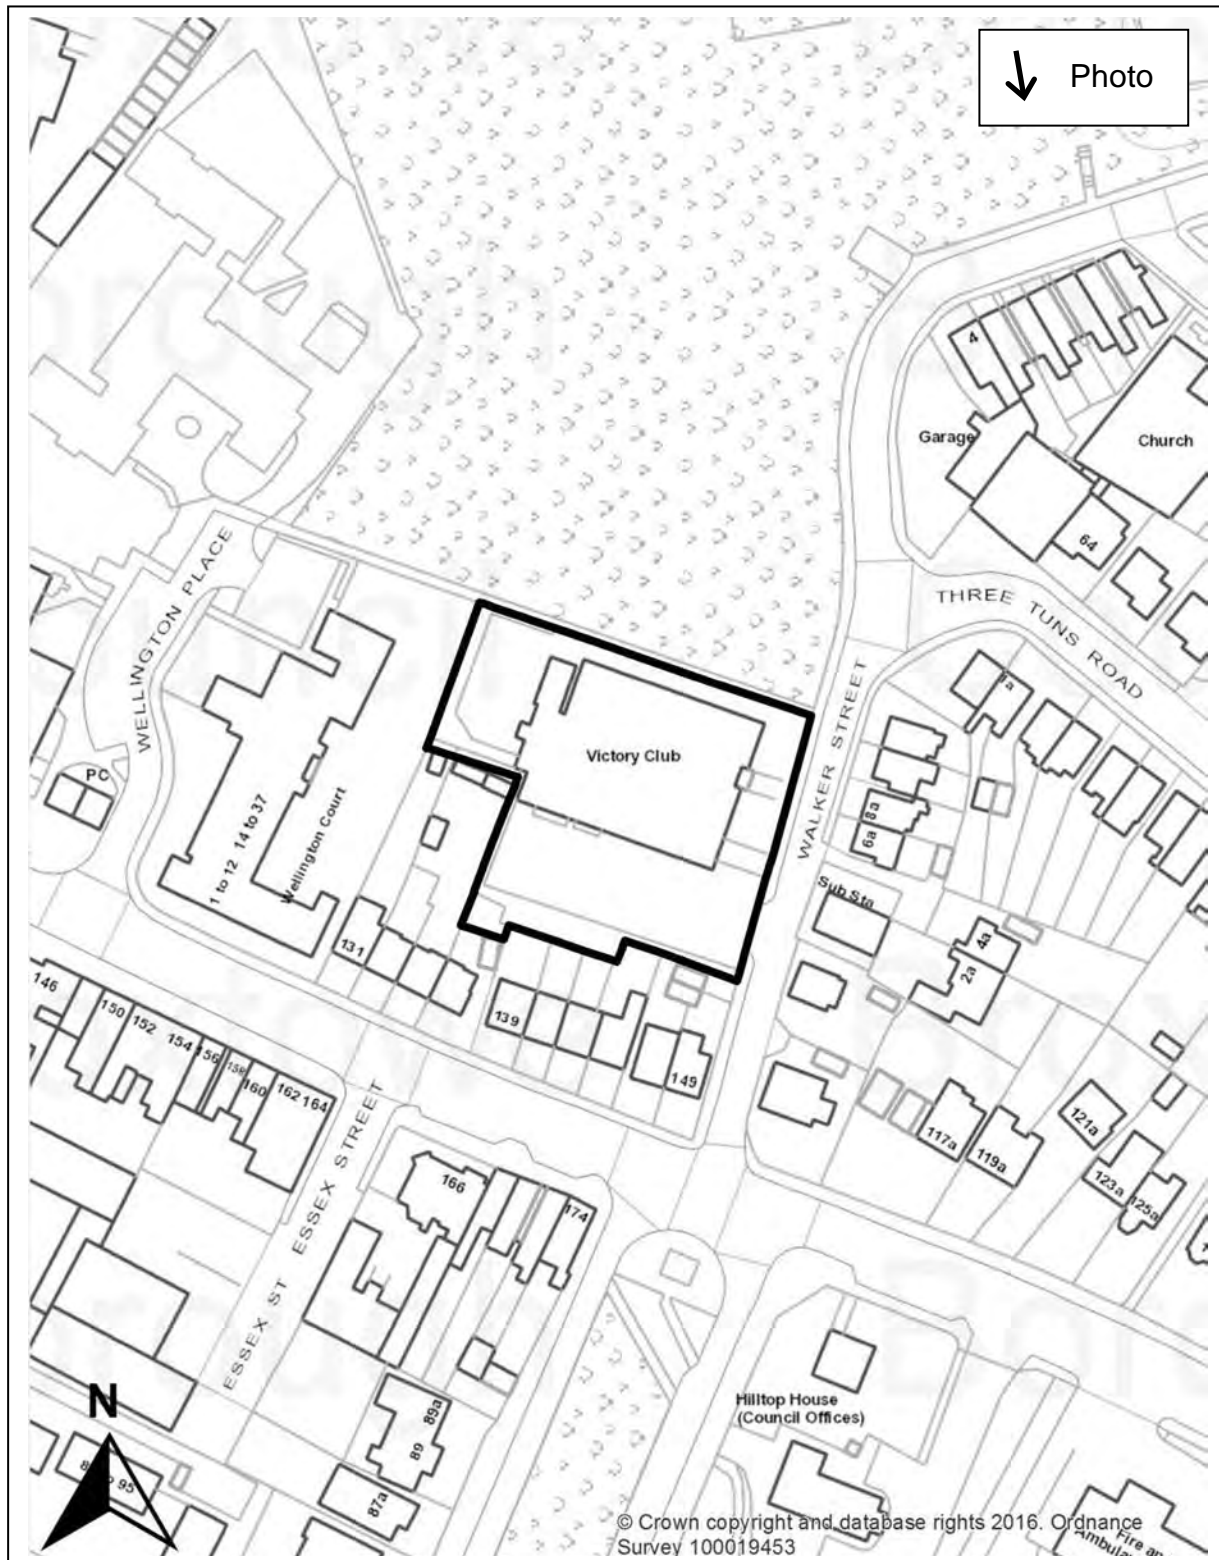 Photo
4
Garage
Church
64
THREE TUNS ROAD
1a
WELLINGTON PLACE
Victory Club
WALKER STREET
PC
8a
6a
1 to 12 14 to 37
Wellington Court
Sub Sta
131
4a
2a
139
149
146
150
152
154
156
158
160
162
164
117a
119a
121a
123a
125a
ESSEX STREET
166
174
ESSEX ST
N
Hilltop House
(Council Offices)
89a
89
87a
95
© Crown copyright and database rights 2016. Ordnance
Survey 100019453
Fire